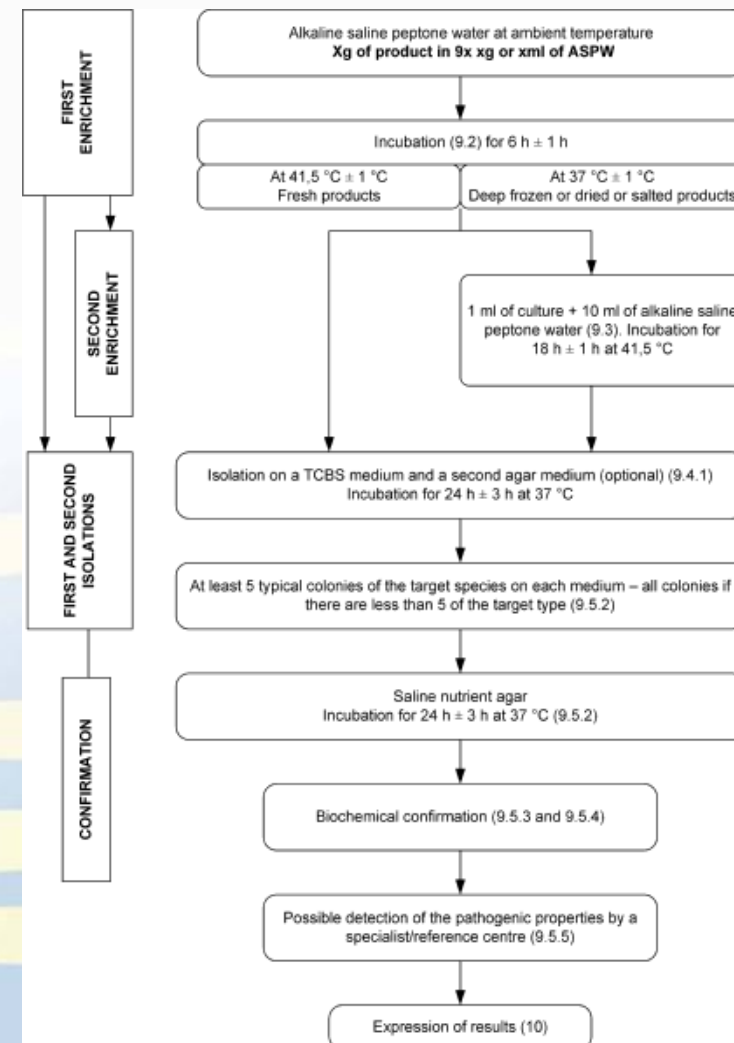 Alkaline saline peptone water at ambient temperature
Xg of product in 9x xg or xml of ASPW
FIRST
ENRICHMENT
Incubation (9.2) for 6 h ± 1 h
At 41,5 °C ± 1 °C
Fresh products
At 37 °C ± 1 °C
Deep frozen or dried or salted products
SECOND
ENRICHMENT
1 ml of culture + 10 ml of alkaline saline
peptone water (9.3). Incubation for
18 h ± 1 h at 41,5 °C
FIRST AND SECOND
ISOLATIONS
Isolation on a TCBS medium and a second agar medium (optional) (9.4.1)
Incubation for 24 h ± 3 h at 37 °C
At least 5 typical colonies of the target species on each medium – all colonies if
there are less than 5 of the target type (9.5.2)
CONFIRMATION
Saline nutrient agar
Incubation for 24 h ± 3 h at 37 °C (9.5.2)
Biochemical confirmation (9.5.3 and 9.5.4)
Possible detection of the pathogenic properties by a
specialist/reference centre (9.5.5)
Expression of results (10)